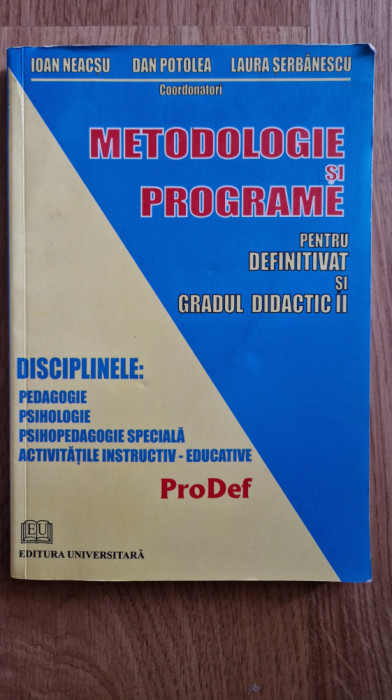 IOAN NEACȘU DAN POTOLEA LAURA ȘERBĂNESCU
Coordonatori
METODOLOGIE
ȘI
PROGRAME
PENTRU
DEFINITIVAT
ȘI
GRADUL DIDACTIC II
DISCIPLINELE:
PEDAGOGIE
PSIHOLOGIE
PSIHOPEDAGOGIE SPECIALĂ
ACTIVITĂȚILE INSTRUCTIV - EDUCATIVE
ProDef
EU
EDITURA UNIVERSITARĂ